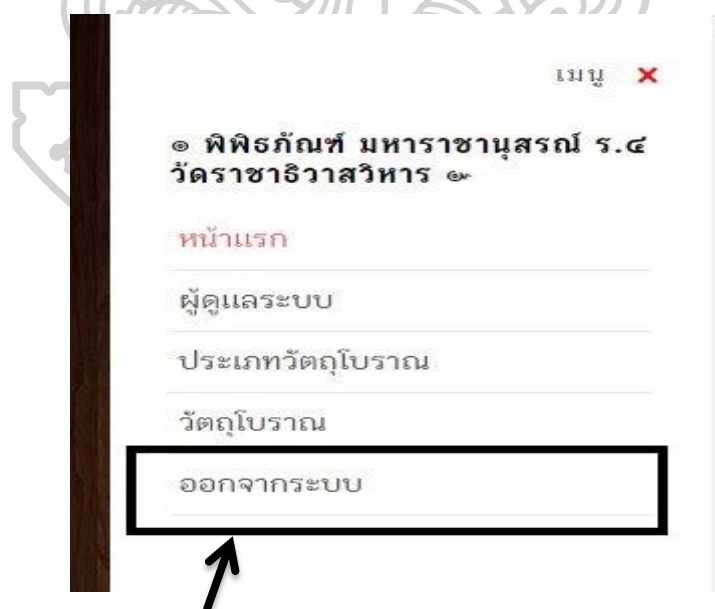 เมนู ×
๏ พิพิธภัณฑ์ มหาราชานุสรณ์ ร.๔
วัดราชาธิวาสวิหาร ๛
หน้าแรก
ผู้ดูแลระบบ
ประเภทวัตถุโบราณ
วัตถุโบราณ
ออกจากระบบ